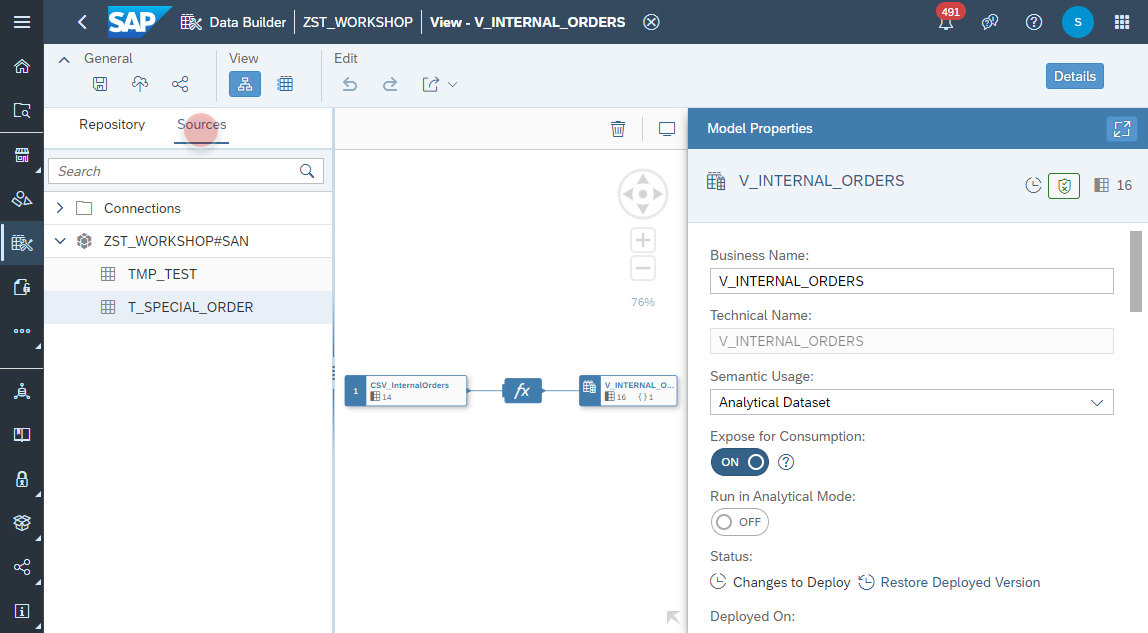 SAP
Data Builder
ZST_WORKSHOP
View - V_INTERNAL_ORDERS
491
S
General
View
Edit
Details
Repository
Sources
Search
Connections
ZST_WORKSHOP#SAN
TMP_TEST
T_SPECIAL_ORDER
76%
1
CSV_InternalOrders
14
fx
V_INTERNAL_O...
16
{ } 1
Model Properties
V_INTERNAL_ORDERS
16
Business Name:
V_INTERNAL_ORDERS
Technical Name:
V_INTERNAL_ORDERS
Semantic Usage:
Analytical Dataset
Expose for Consumption:
ON
Run in Analytical Mode:
OFF
Status:
Changes to Deploy
Restore Deployed Version
Deployed On: